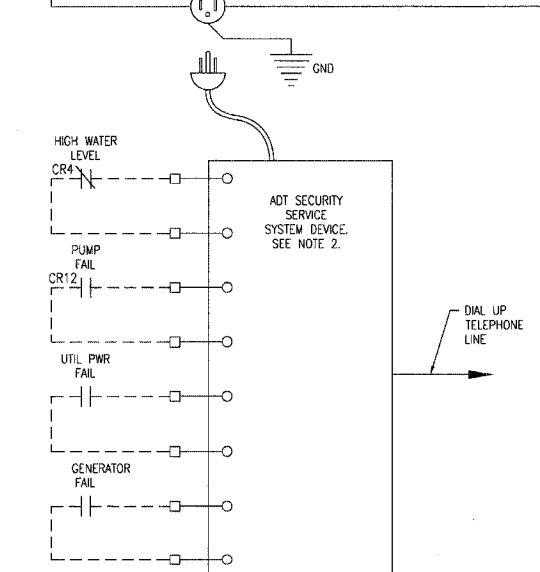 GND
HIGH WATER
LEVEL
CR4
ADT SECURITY
SERVICE
SYSTEM DEVICE.
SEE NOTE 2.
PUMP
FAIL
CR12
DIAL UP
TELEPHONE
LINE
UTIL PWR
FAIL
GENERATOR
FAIL